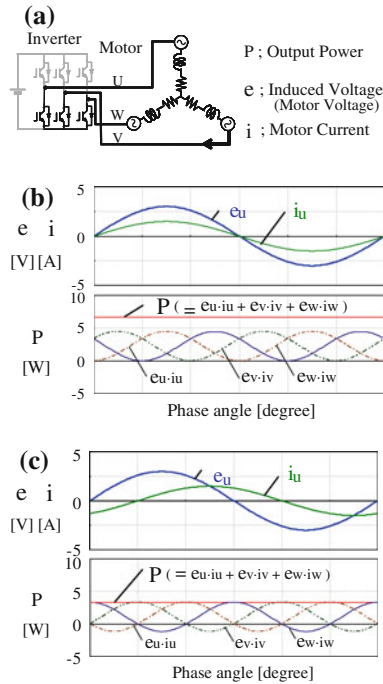 (a)
Inverter
Motor
U
W
V
P ; Output Power
e ; Induced Voltage
(Motor Voltage)
i ; Motor Current
(b)
5
e i
0
[V] [A]
-5
eu
iu
10
P
5
[W]
0
-5
P ( = eu·iu + ev·iv + ew·iw )
eu·iu
ev·iv
ew·iw
Phase angle [degree]
(c)
5
e i
0
[V] [A]
-5
eu
iu
10
P
5
[W]
0
-5
P ( = eu·iu + ev·iv + ew·iw )
eu·iu
ev·iv
ew·iw
Phase angle [degree]